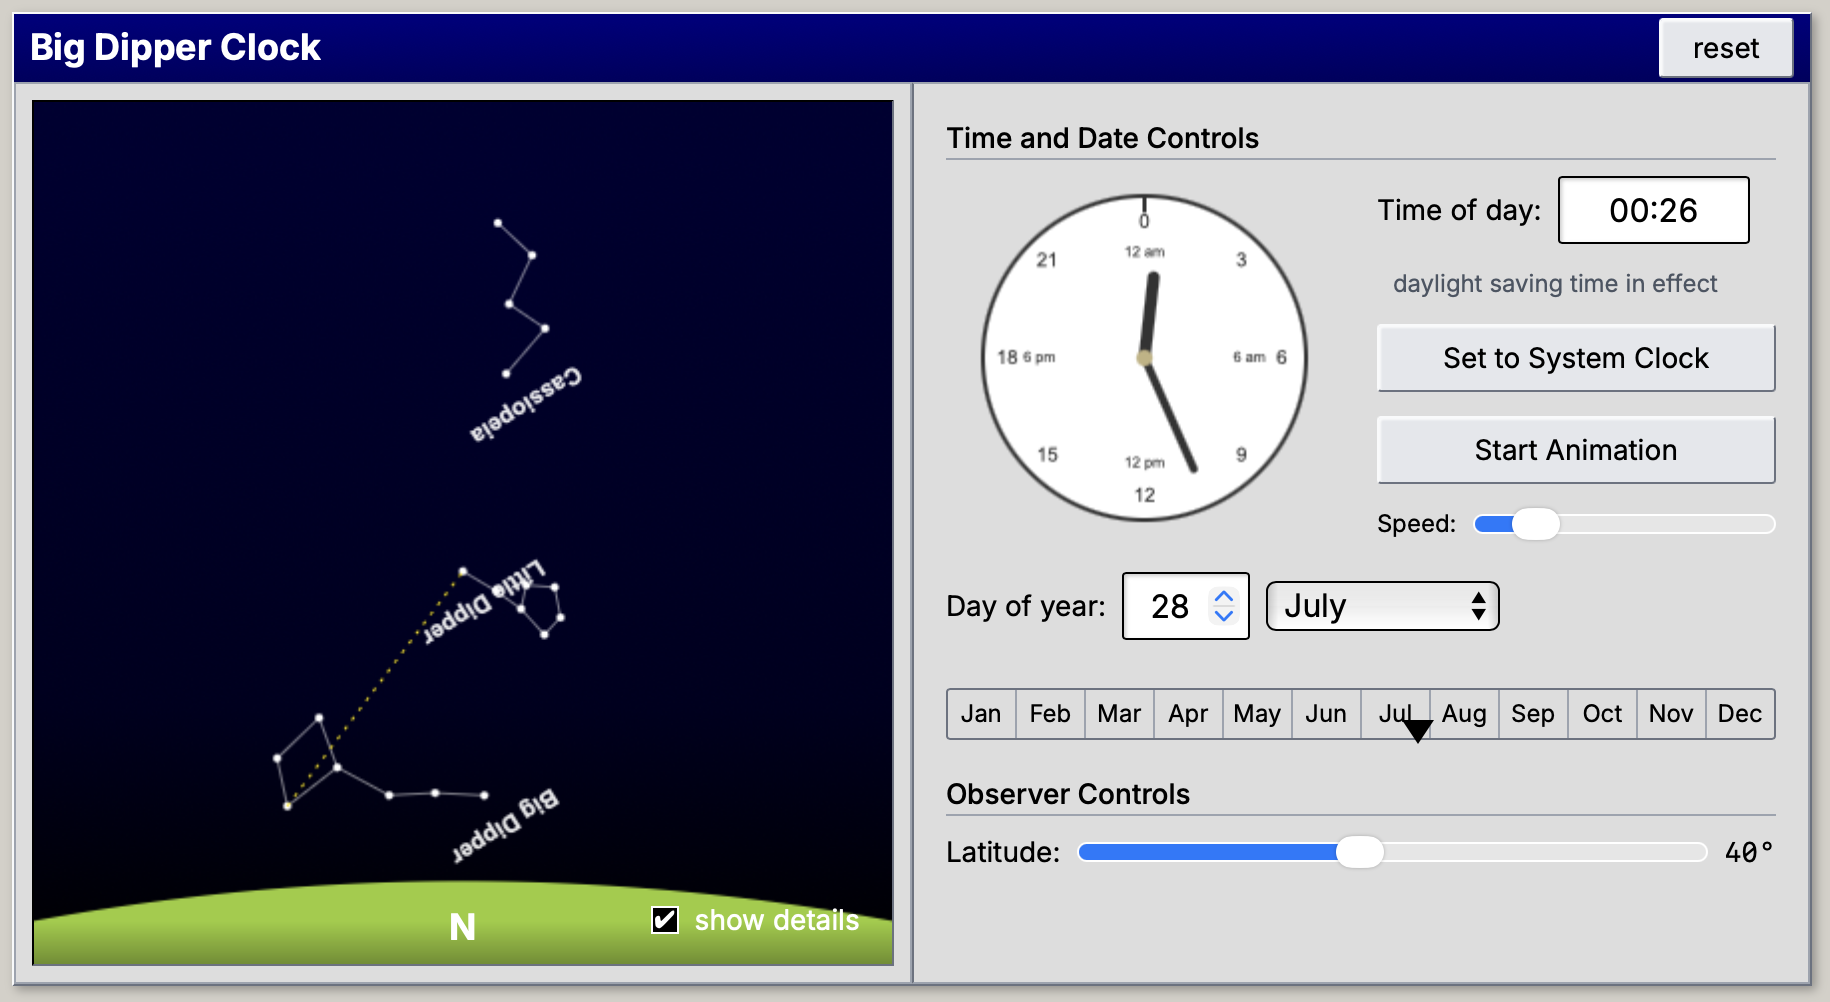 Big Dipper Clock
reset
Cassiopeia
Little Dipper
Big Dipper
N
show details
Time and Date Controls
0
12 am
21
3
18 6 pm
6 am 6
15
9
12 pm
12
Time of day: 00:26
daylight saving time in effect
Set to System Clock
Start Animation
Speed:
Day of year: 28 July
Jan Feb Mar Apr May Jun Jul Aug Sep Oct Nov Dec
Observer Controls
Latitude: 40°